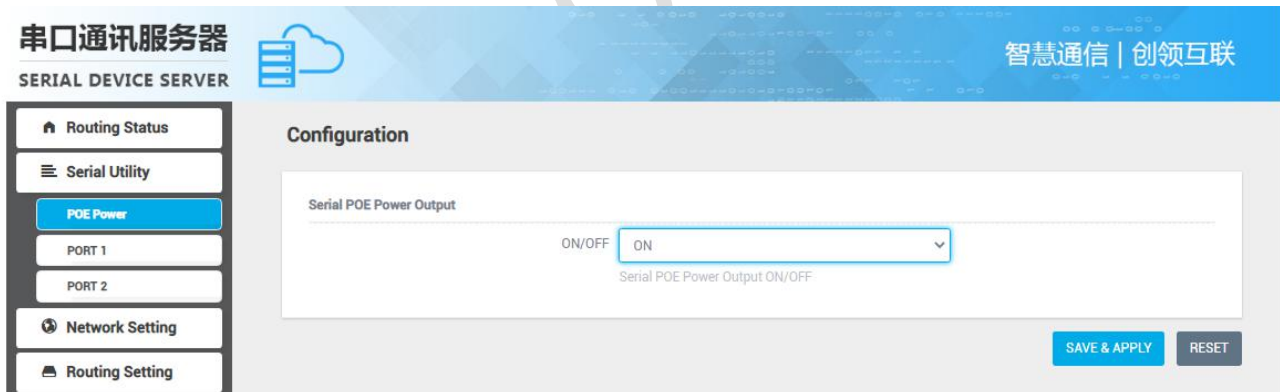 串口通讯服务器
SERIAL DEVICE SERVER
智慧通信 | 创领互联
Routing Status
Serial Utility
POE Power
PORT 1
PORT 2
Network Setting
Routing Setting
Configuration
Serial POE Power Output
ON/OFF ON
Serial POE Power Output ON/OFF
SAVE & APPLY RESET